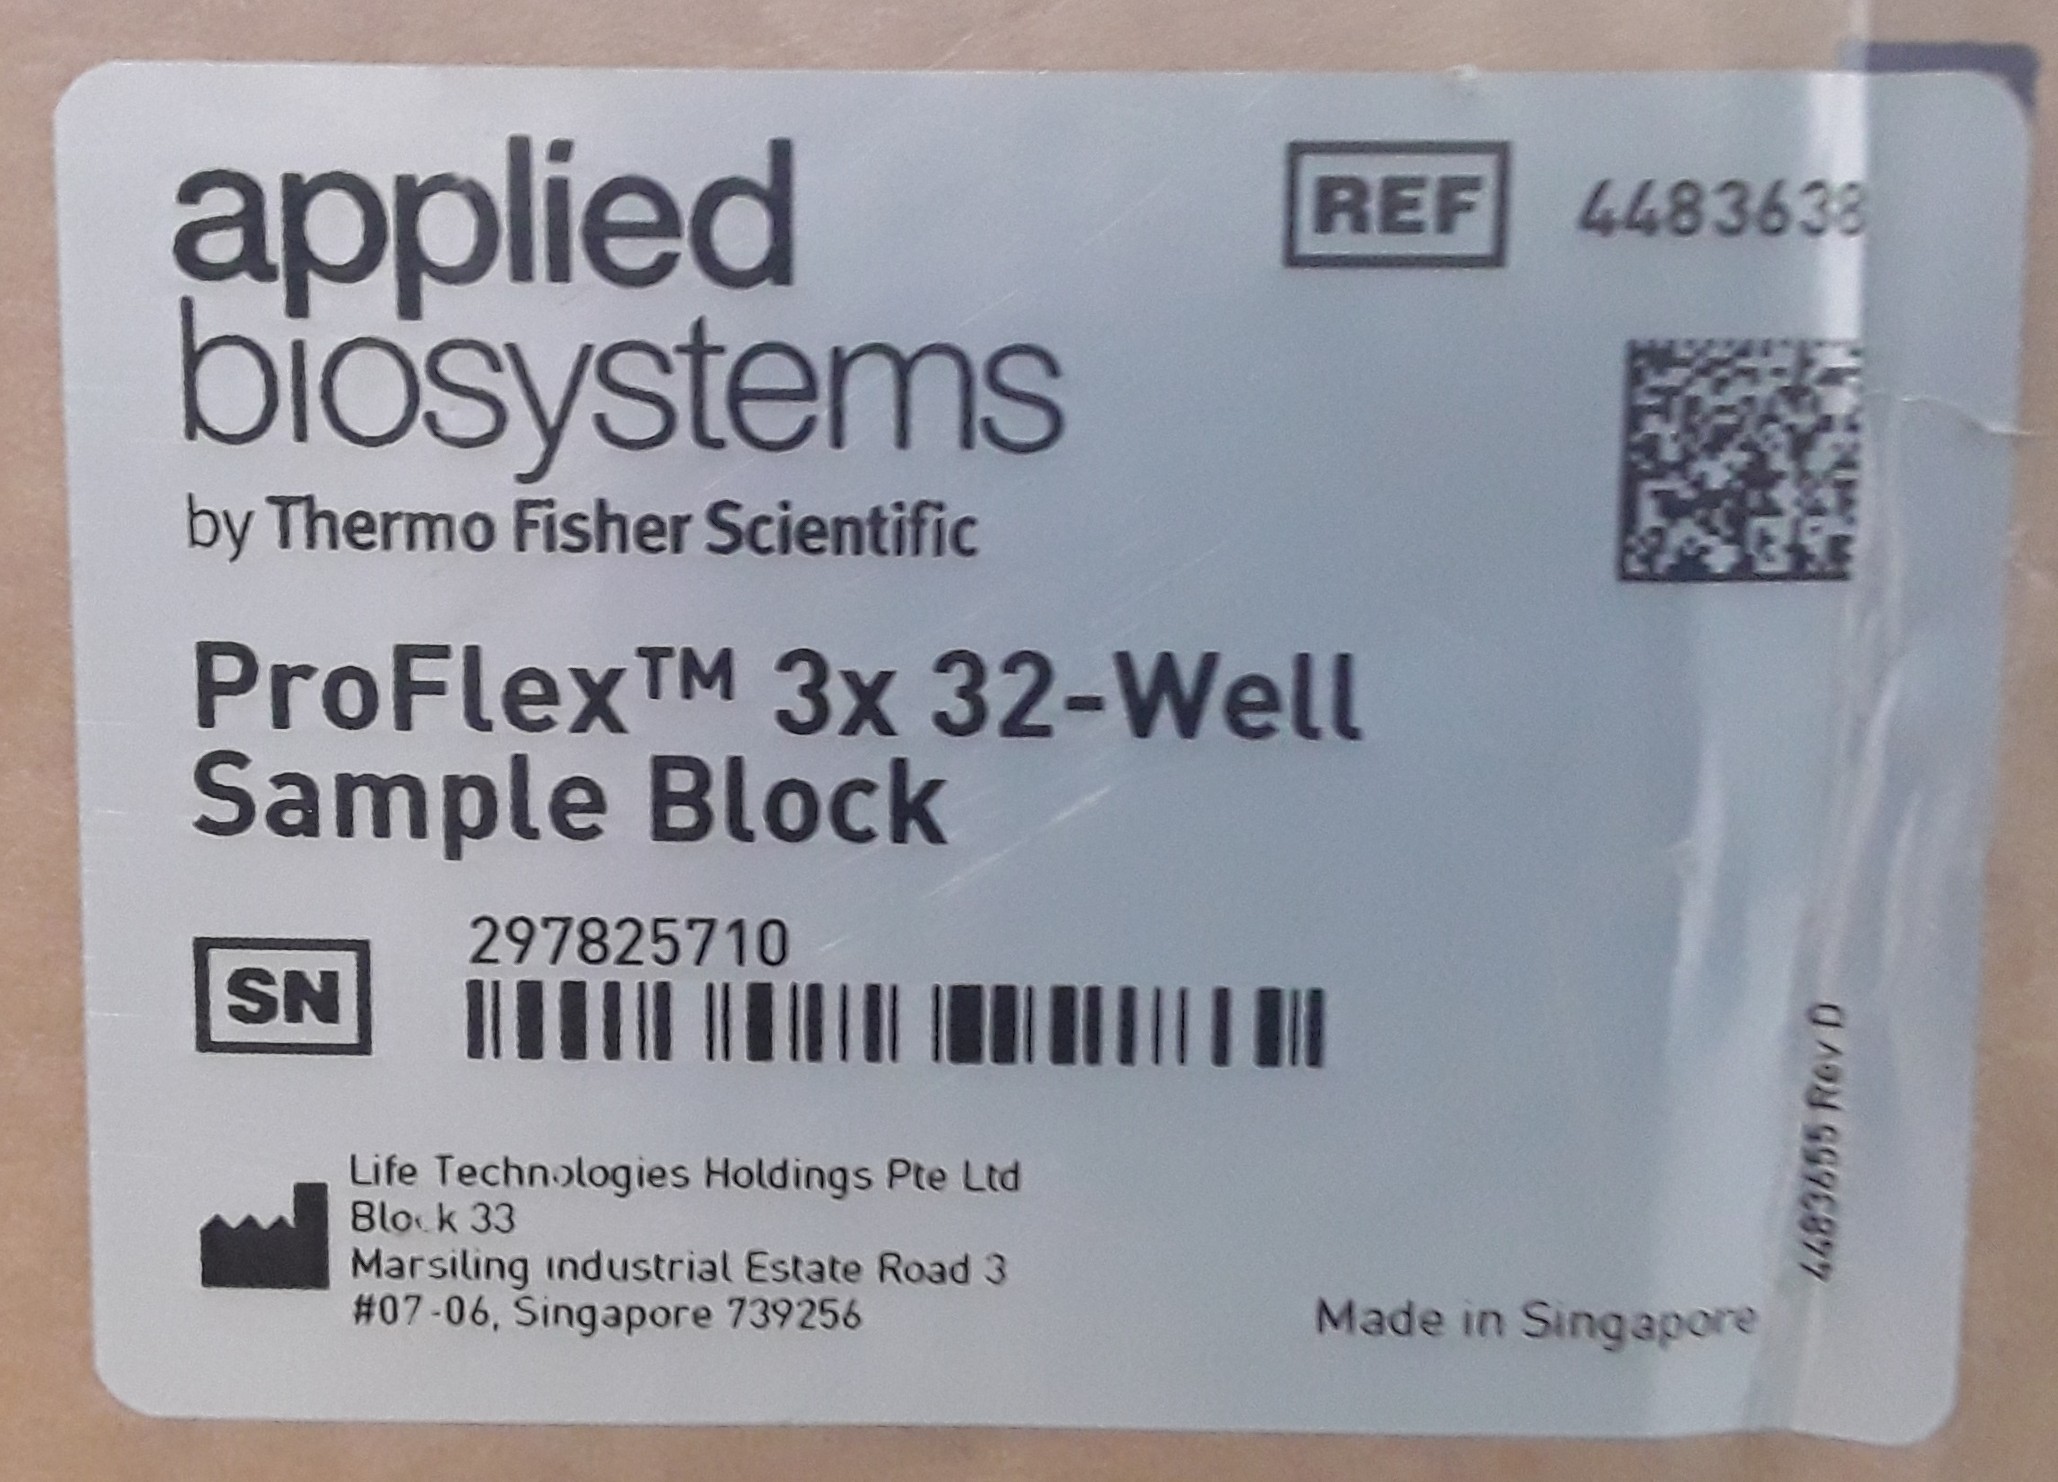 applied
biosystems
by Thermo Fisher Scientific
REF 4483638
ProFlex™ 3x 32-Well
Sample Block
SN 297825710
Life Technologies Holdings Pte Ltd
Block 33
Marsiling industrial Estate Road 3
#07-06, Singapore 739256
Made in Singapore
4483655 Rev D